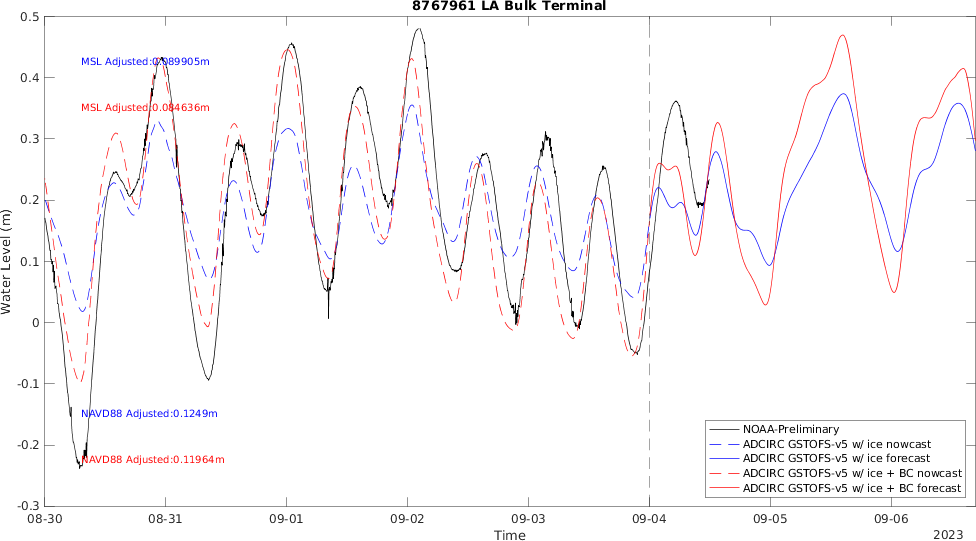 8767961 LA Bulk Terminal
0.5
0.4
0.3
0.2
0.1
0
-0.1
-0.2
-0.3
Water Level (m)
MSL Adjusted:0.089905m
MSL Adjusted:0.084636m
NAVD88 Adjusted:0.1249m
NAVD88 Adjusted:0.11964m
NOAA-Preliminary
ADCIRC GSTOFS-v5 w/ ice nowcast
ADCIRC GSTOFS-v5 w/ ice forecast
ADCIRC GSTOFS-v5 w/ ice + BC nowcast
ADCIRC GSTOFS-v5 w/ ice + BC forecast
08-30 08-31 09-01 09-02 09-03 09-04 09-05 09-06
Time
2023